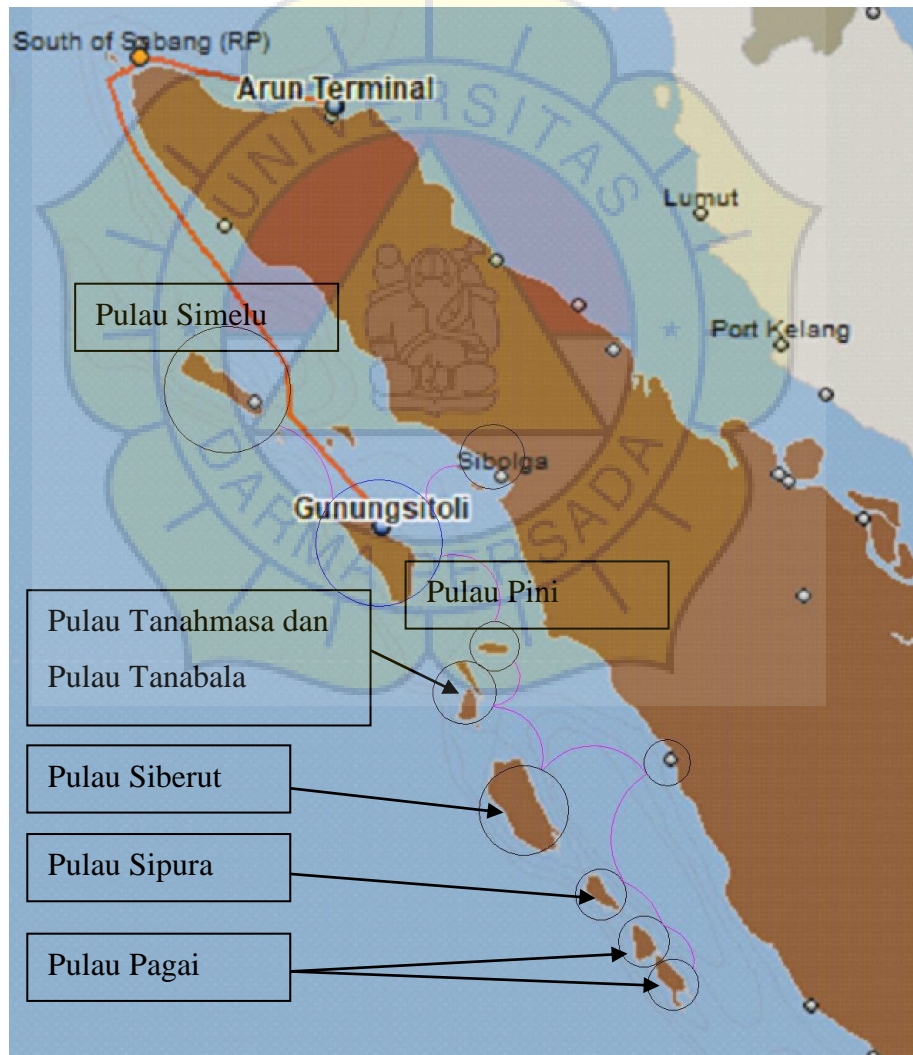 South of Sabang (RP)
Arun Terminal
UNIVERSITAS
Lumut
Pulau Simelu
Port Kelang
Sibolga
Gunungsitoli
DARMA PERSADA
Pulau Pini
Pulau Tanahmasa dan
Pulau Tanabala
Pulau Siberut
Pulau Sipura
Pulau Pagai